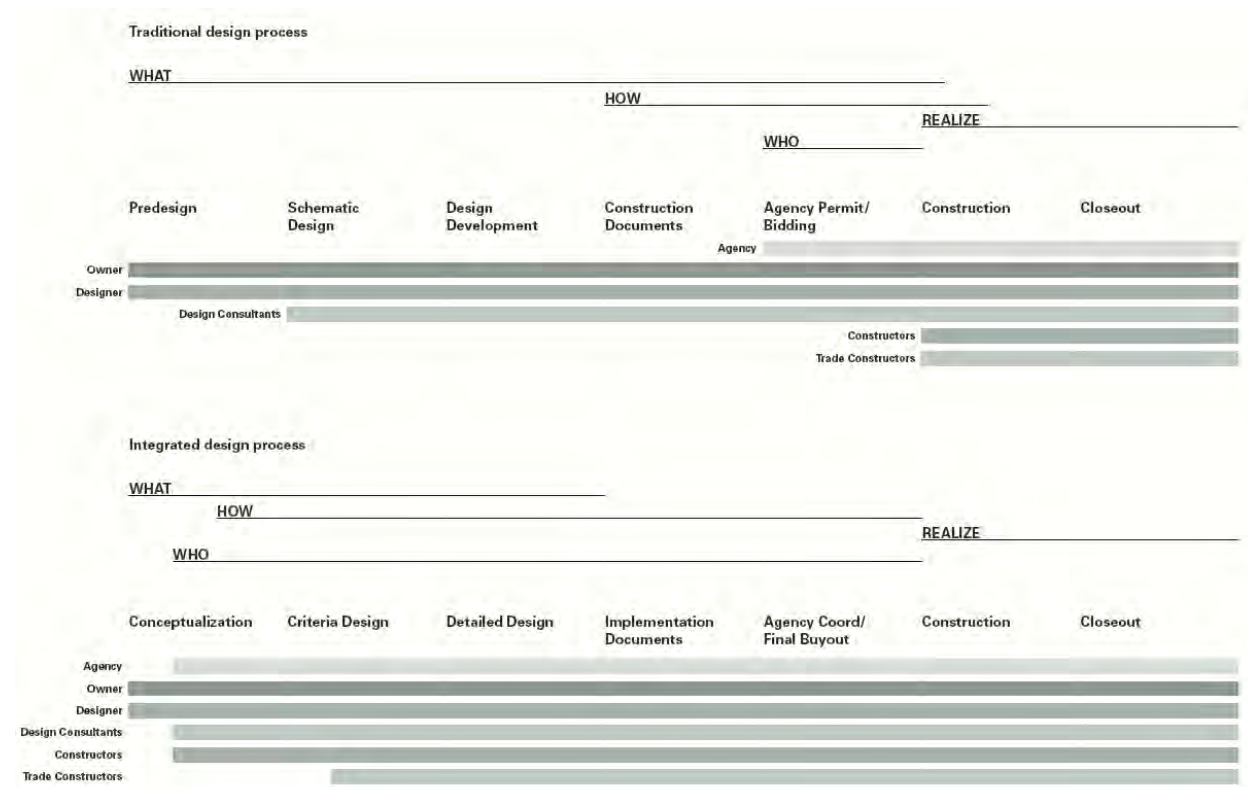 Traditional design process
WHAT
HOW
REALIZE
WHO
Predesign
Schematic
Design
Design
Development
Construction
Documents
Agency Permit/
Bidding
Construction
Closeout
Agency
Owner
Designer
Design Consultants
Constructors
Trade Constructors
Integrated design process
WHAT
HOW
REALIZE
WHO
Conceptualization
Criteria Design
Detailed Design
Implementation
Documents
Agency Coord/
Final Buyout
Construction
Closeout
Agency
Owner
Designer
Design Consultants
Constructors
Trade Constructors